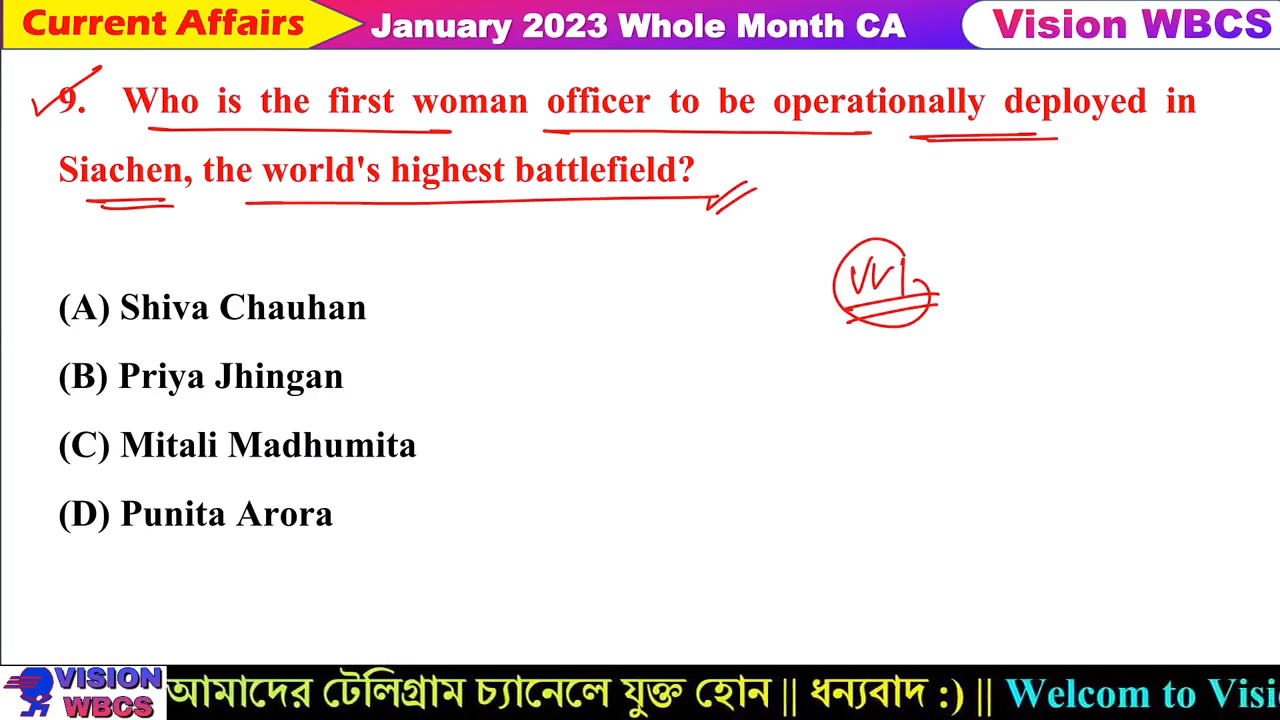 Current Affairs
January 2023 Whole Month CA
Vision WBCS
9. Who is the first woman officer to be operationally deployed in
Siachen, the world's highest battlefield?
VVI
(A) Shiva Chauhan
(B) Priya Jhingan
(C) Mitali Madhumita
(D) Punita Arora
VISION
WBCS
আমাদের টেলিগ্রাম চ্যানেলে যুক্ত হোন || ধন্যবাদ :) || Welcom to Visi